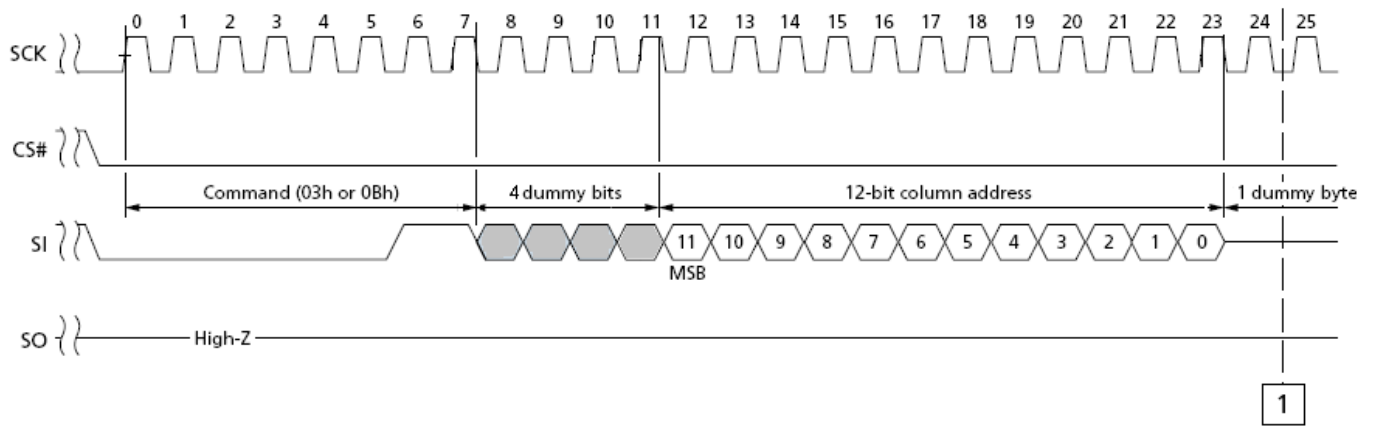 0 1 2 3 4 5 6 7 8 9 10 11 12 13 14 15 16 17 18 19 20 21 22 23 24 25
SCK
CS#
Command (03h or 0Bh) 4 dummy bits 12-bit column address 1 dummy byte
SI 11 10 9 8 7 6 5 4 3 2 1 0
MSB
SO High-Z
1